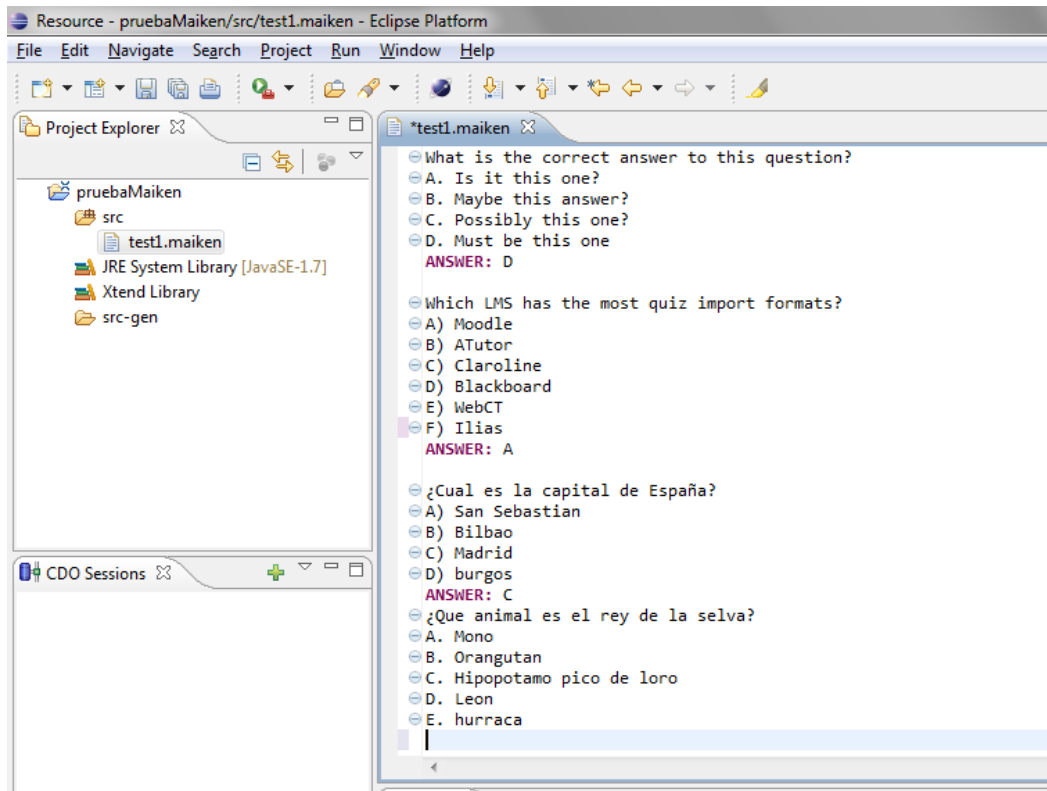 Resource - pruebaMaiken/src/test1.maiken - Eclipse Platform
File Edit Navigate Search Project Run Window Help
Project Explorer
pruebaMaiken
src
test1.maiken
JRE System Library [JavaSE-1.7]
Xtend Library
src-gen
CDO Sessions
*test1.maiken
What is the correct answer to this question?
A. Is it this one?
B. Maybe this answer?
C. Possibly this one?
D. Must be this one
ANSWER: D
Which LMS has the most quiz import formats?
A) Moodle
B) ATutor
C) Claroline
D) Blackboard
E) WebCT
F) Ilias
ANSWER: A
¿Cual es la capital de España?
A) San Sebastian
B) Bilbao
C) Madrid
D) burgos
ANSWER: C
¿Que animal es el rey de la selva?
A. Mono
B. Orangutan
C. Hipopotamo pico de loro
D. Leon
E. hurraca